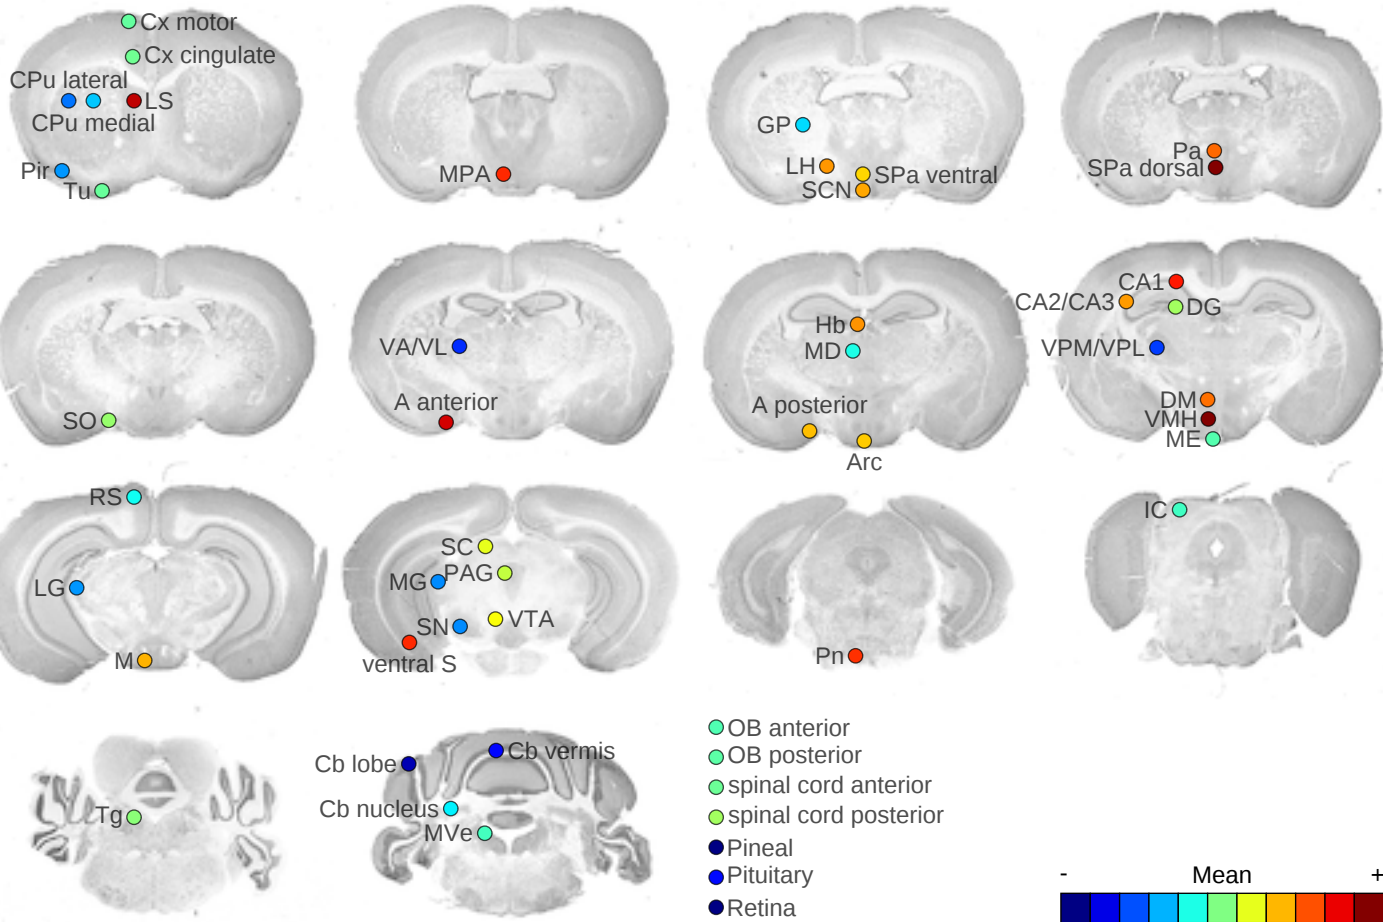 Cx motor
Cx cingulate
CPu lateral
LS
CPu medial
Pir
Tu
MPA
GP
LH
SPa ventral
SCN
Pa
SPa dorsal
SO
VA/VL
A anterior
Hb
MD
A posterior
Arc
CA1
CA2/CA3
DG
VPM/VPL
DM
VMH
ME
RS
LG
M
SC
PAG
MG
VTA
SN
ventral S
Pn
IC
Tg
Cb vermis
Cb lobe
Cb nucleus
MVe
OB anterior
OB posterior
spinal cord anterior
spinal cord posterior
Pineal
Pituitary
Retina
- Mean +